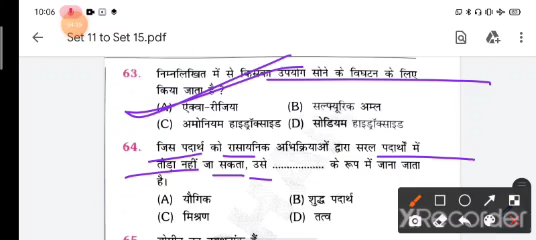 10:06
Set 11 to Set 15.pdf
63. निम्नलिखित में से किसका उपयोग सोने के विघटन के लिए
किया जाता है ?
(A) एक्वा-रीजिया (B) सल्फ्यूरिक अम्ल
(C) अमोनियम हाइड्रॉक्साइड (D) सोडियम हाइड्रॉक्साइड
64. जिस पदार्थ को रासायनिक अभिक्रियाओं द्वारा सरल पदार्थों में
तोड़ा नहीं जा सकता, उसे .................. के रूप में जाना जाता
है।
(A) यौगिक (B) शुद्ध पदार्थ
(C) मिश्रण (D) तत्व
65.
XRecorder